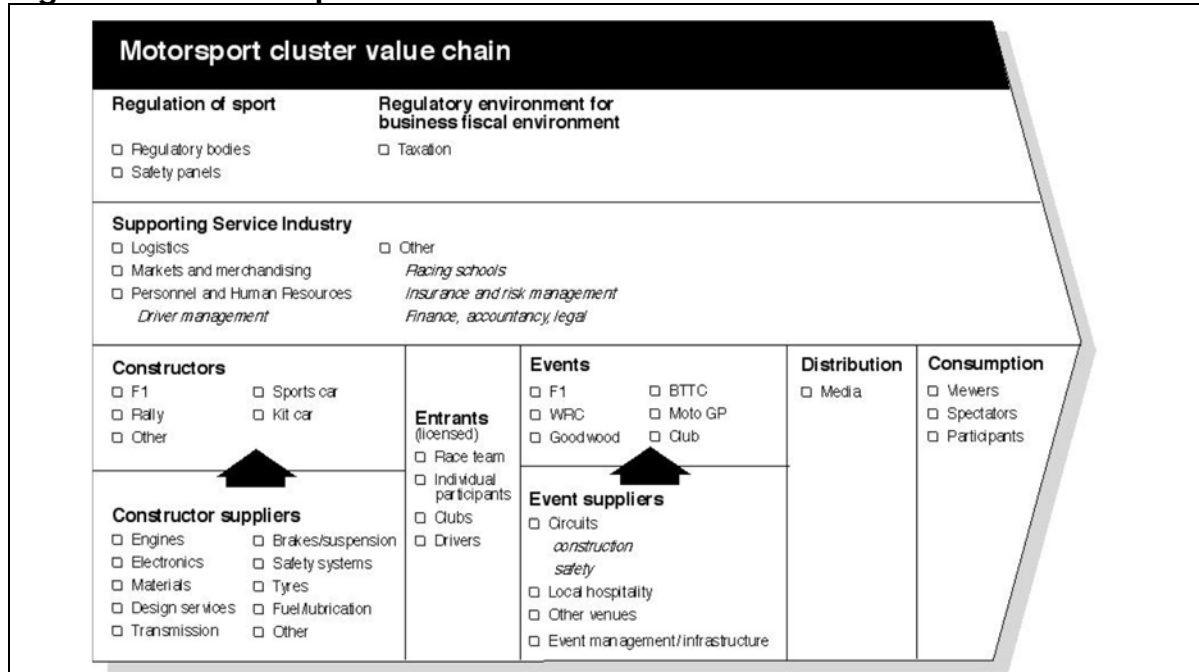 Motorsport cluster value chain
Regulation of sport
□ Regulatory bodies
□ Safety panels
Regulatory environment for
business fiscal environment
□ Taxation
Supporting Service Industry
□ Logistics
□ Markets and merchandising
□ Personnel and Human Resources
Driver management
□ Other
Racing schools
Insurance and risk management
Finance, accountancy, legal
Constructors
□ F1
□ Rally
□ Other
□ Sports car
□ Kit car
Constructor suppliers
□ Engines
□ Electronics
□ Materials
□ Design services
□ Transmission
□ Brakes/suspension
□ Safety systems
□ Tyres
□ Fuel/lubrication
□ Other
Entrants
(licensed)
□ Race team
□ Individual
participants
□ Clubs
□ Drivers
Events
□ F1
□ WRC
□ Goodwood
□ BTTC
□ Moto GP
□ Club
Event suppliers
□ Circuits
construction
safety
□ Local hospitality
□ Other venues
□ Event management/infrastructure
Distribution
□ Media
Consumption
□ Viewers
□ Spectators
□ Participants